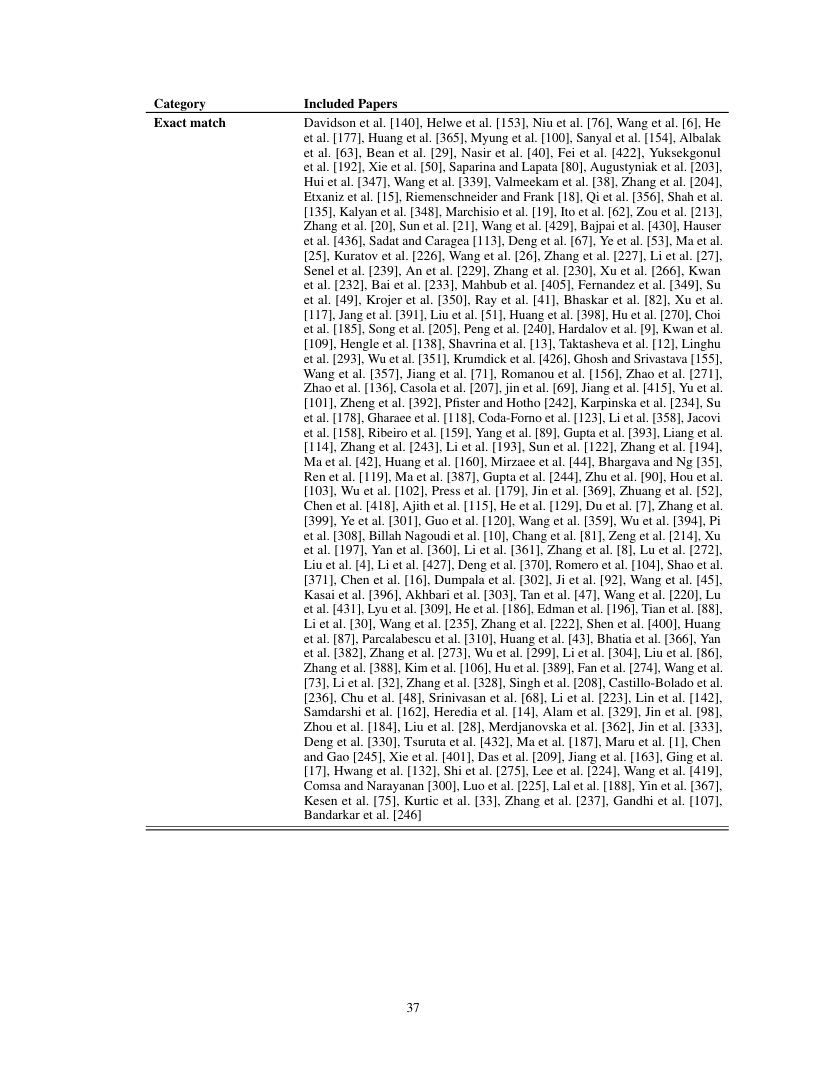 Category Included Papers
Exact match Davidson et al. [140], Helwe et al. [153], Niu et al. [76], Wang et al. [6], He
et al. [177], Huang et al. [365], Myung et al. [100], Sanyal et al. [154], Albalak
et al. [63], Bean et al. [29], Nasir et al. [40], Fei et al. [422], Yuksekgonul
et al. [192], Xie et al. [50], Saparina and Lapata [80], Augustyniak et al. [203],
Hui et al. [347], Wang et al. [339], Valmeekam et al. [38], Zhang et al. [204],
Etxaniz et al. [15], Riemenschneider and Frank [18], Qi et al. [356], Shah et al.
[135], Kalyan et al. [348], Marchisio et al. [19], Ito et al. [62], Zou et al. [213],
Zhang et al. [20], Sun et al. [21], Wang et al. [429], Bajpai et al. [430], Hauser
et al. [436], Sadat and Caragea [113], Deng et al. [67], Ye et al. [53], Ma et al.
[25], Kuratov et al. [226], Wang et al. [26], Zhang et al. [227], Li et al. [27],
Senel et al. [239], An et al. [229], Zhang et al. [230], Xu et al. [266], Kwan
et al. [232], Bai et al. [233], Mahbub et al. [405], Fernandez et al. [349], Su
et al. [49], Krojer et al. [350], Ray et al. [41], Bhaskar et al. [82], Xu et al.
[117], Jang et al. [391], Liu et al. [51], Huang et al. [398], Hu et al. [270], Choi
et al. [185], Song et al. [205], Peng et al. [240], Hardalov et al. [9], Kwan et al.
[109], Hengle et al. [138], Shavrina et al. [13], Taktasheva et al. [12], Linghu
et al. [293], Wu et al. [351], Krumdick et al. [426], Ghosh and Srivastava [155],
Wang et al. [357], Jiang et al. [71], Romanou et al. [156], Zhao et al. [271],
Zhao et al. [136], Casola et al. [207], jin et al. [69], Jiang et al. [415], Yu et al.
[101], Zheng et al. [392], Pfister and Hotho [242], Karpinska et al. [234], Su
et al. [178], Gharaee et al. [118], Coda-Forno et al. [123], Li et al. [358], Jacovi
et al. [158], Ribeiro et al. [159], Yang et al. [89], Gupta et al. [393], Liang et al.
[114], Zhang et al. [243], Li et al. [193], Sun et al. [122], Zhang et al. [194],
Ma et al. [42], Huang et al. [160], Mirzaee et al. [44], Bhargava and Ng [35],
Ren et al. [119], Ma et al. [387], Gupta et al. [244], Zhu et al. [90], Hou et al.
[103], Wu et al. [102], Press et al. [179], Jin et al. [369], Zhuang et al. [52],
Chen et al. [418], Ajith et al. [115], He et al. [129], Du et al. [7], Zhang et al.
[399], Ye et al. [301], Guo et al. [120], Wang et al. [359], Wu et al. [394], Pi
et al. [308], Billah Nagoudi et al. [10], Chang et al. [81], Zeng et al. [214], Xu
et al. [197], Yan et al. [360], Li et al. [361], Zhang et al. [8], Lu et al. [272],
Liu et al. [4], Li et al. [427], Deng et al. [370], Romero et al. [104], Shao et al.
[371], Chen et al. [16], Dumpala et al. [302], Ji et al. [92], Wang et al. [45],
Kasai et al. [396], Akhbari et al. [303], Tan et al. [47], Wang et al. [220], Lu
et al. [431], Lyu et al. [309], He et al. [186], Edman et al. [196], Tian et al. [88],
Li et al. [30], Wang et al. [235], Zhang et al. [222], Shen et al. [400], Huang
et al. [87], Parcalabescu et al. [310], Huang et al. [43], Bhatia et al. [366], Yan
et al. [382], Zhang et al. [273], Wu et al. [299], Li et al. [304], Liu et al. [86],
Zhang et al. [388], Kim et al. [106], Hu et al. [389], Fan et al. [274], Wang et al.
[73], Li et al. [32], Zhang et al. [328], Singh et al. [208], Castillo-Bolado et al.
[236], Chu et al. [48], Srinivasan et al. [68], Li et al. [223], Lin et al. [142],
Samdarshi et al. [162], Heredia et al. [14], Alam et al. [329], Jin et al. [98],
Zhou et al. [184], Liu et al. [28], Merdjanovska et al. [362], Jin et al. [333],
Deng et al. [330], Tsuruta et al. [432], Ma et al. [187], Maru et al. [1], Chen
and Gao [245], Xie et al. [401], Das et al. [209], Jiang et al. [163], Ging et al.
[17], Hwang et al. [132], Shi et al. [275], Lee et al. [224], Wang et al. [419],
Comsa and Narayanan [300], Luo et al. [225], Lal et al. [188], Yin et al. [367],
Kesen et al. [75], Kurtic et al. [33], Zhang et al. [237], Gandhi et al. [107],
Bandarkar et al. [246]
37